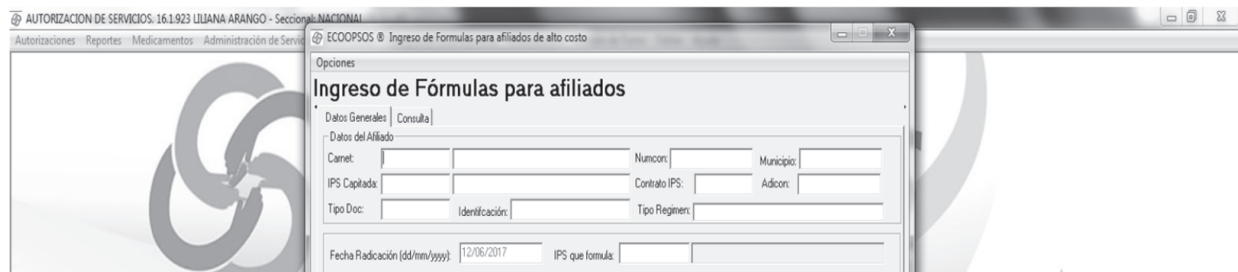 AUTORIZACION DE SERVICIOS. 16.1.923 LILIANA ARANGO - Seccional: NACIONAL
Autorizaciones Reportes Medicamentos Administración de Servic
ECOOPSOS ® Ingreso de Formulas para afiliados de alto costo
Opciones
Ingreso de Fórmulas para afiliados
Datos Generales Consulta
Datos del Afiliado
Carnet: Numcon: Municipio:
IPS Capitada: Contrato IPS: Adicon:
Tipo Doc: Identifcación: Tipo Regimen:
Fecha Radicación (dd/mm/yyyy): 12/06/2017 IPS que formula: